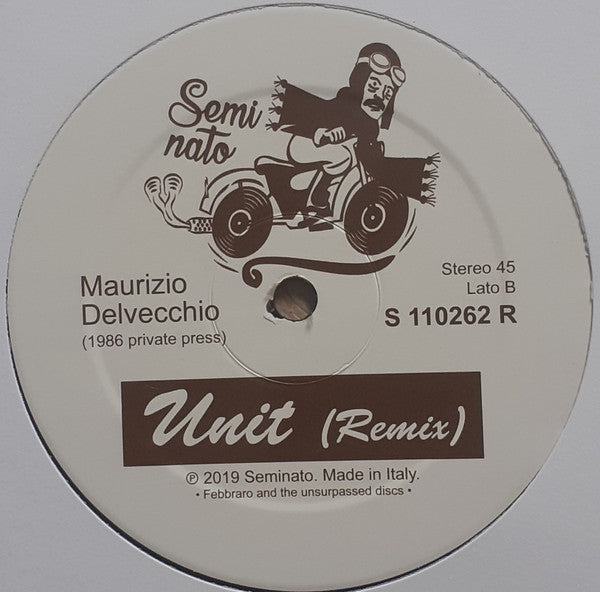 Semi
nato
Maurizio
Delvecchio
(1986 private press)
Stereo 45
Lato B
S 110262 R
Unit (Remix)
℗ 2019 Seminato. Made in Italy.
• Febbraro and the unsurpassed discs •